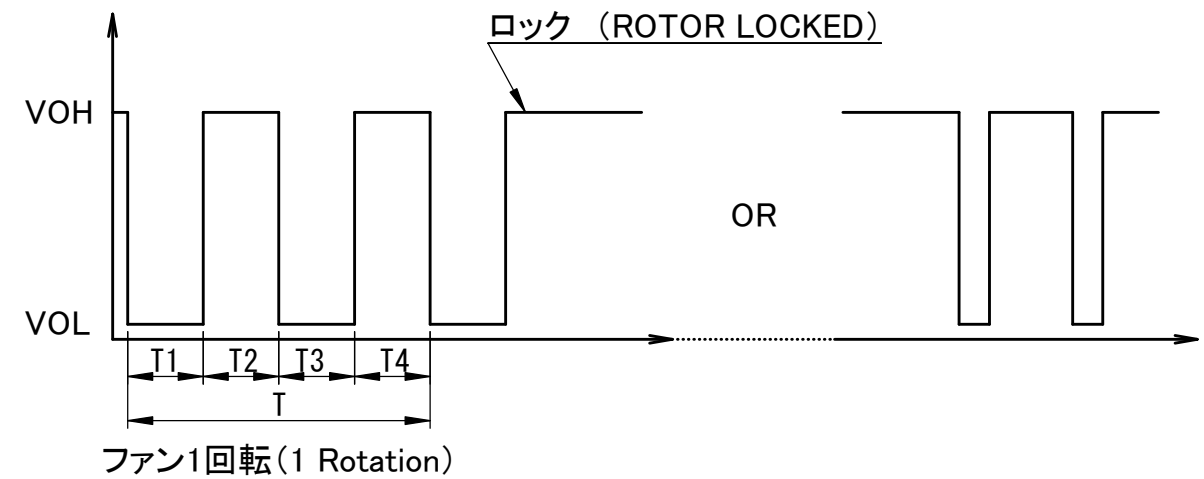 ロック (ROTOR LOCKED)
VOH
OR
VOL
T1 T2 T3 T4
T
ファン1回転(1 Rotation)